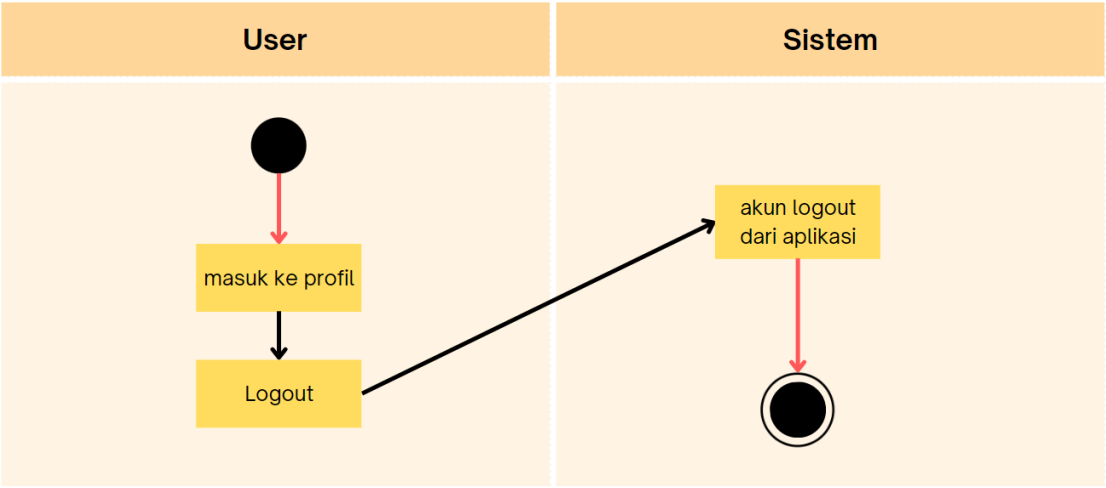 User
Sistem
masuk ke profil
Logout
akun logout
dari aplikasi